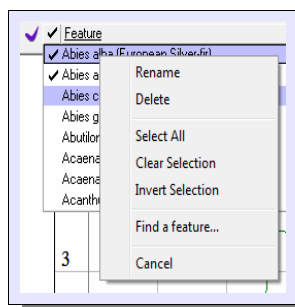 ✓ Feature
✓ Abies alba (European Silver-fir)
✓ Abies a
Abies c
Abies g
Abutilon
Acaena
Acaena
Acanth
Rename
Delete
Select All
Clear Selection
Invert Selection
Find a feature...
Cancel
3